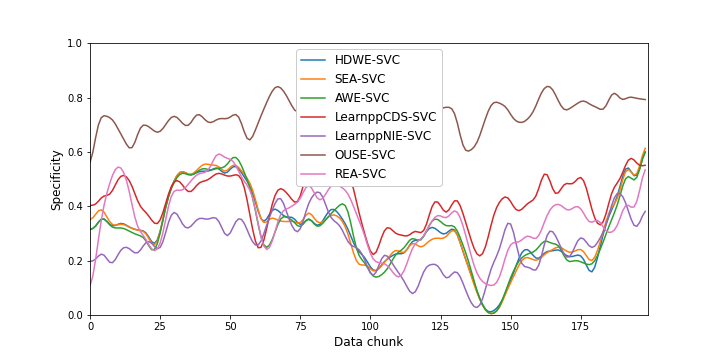 1.0
0.8
0.6
0.4
0.2
0.0
Specificity
HDWE-SVC
SEA-SVC
AWE-SVC
LearnppCDS-SVC
LearnppNIE-SVC
OUSE-SVC
REA-SVC
0 25 50 75 100 125 150 175
Data chunk